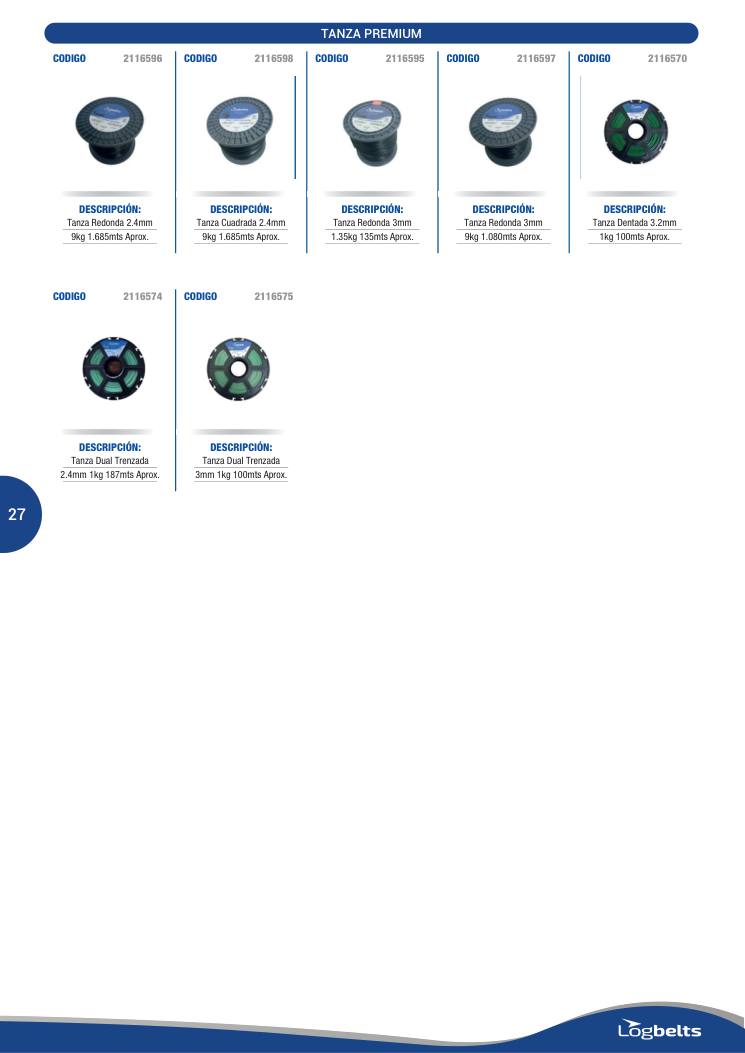 TANZA PREMIUM
CODIGO 2116596
DESCRIPCIÓN:
Tanza Redonda 2.4mm
9kg 1.685mts Aprox.
CODIGO 2116598
DESCRIPCIÓN:
Tanza Cuadrada 2.4mm
9kg 1.685mts Aprox.
CODIGO 2116595
DESCRIPCIÓN:
Tanza Redonda 3mm
1.35kg 135mts Aprox.
CODIGO 2116597
DESCRIPCIÓN:
Tanza Redonda 3mm
9kg 1.080mts Aprox.
CODIGO 2116570
DESCRIPCIÓN:
Tanza Dentada 3.2mm
1kg 100mts Aprox.
CODIGO 2116574
DESCRIPCIÓN:
Tanza Dual Trenzada
2.4mm 1kg 187mts Aprox.
CODIGO 2116575
DESCRIPCIÓN:
Tanza Dual Trenzada
3mm 1kg 100mts Aprox.
27
Logbelts